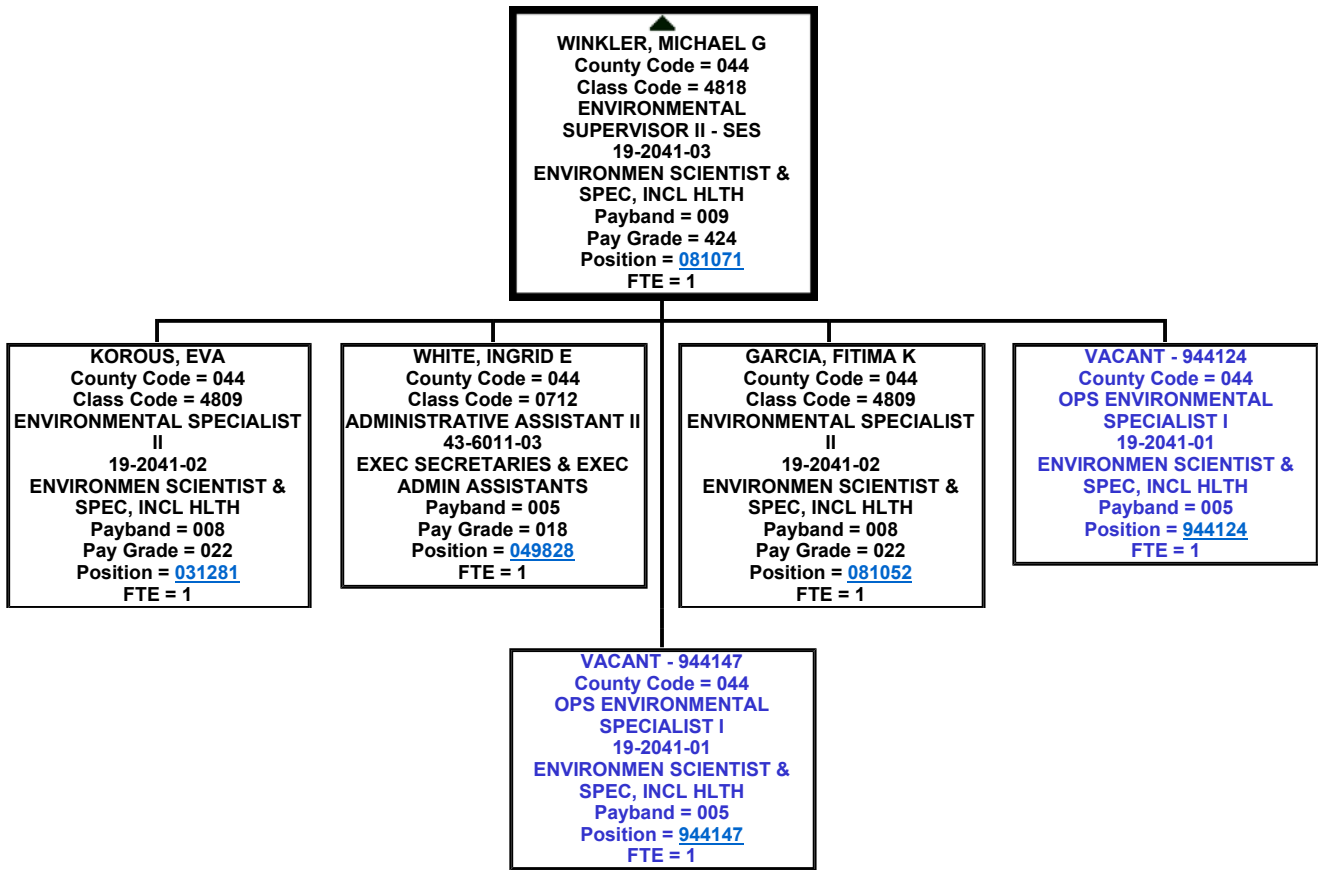 WINKLER, MICHAEL G
County Code = 044
Class Code = 4818
ENVIRONMENTAL
SUPERVISOR II - SES
19-2041-03
ENVIRONMEN SCIENTIST &
SPEC, INCL HLTH
Payband = 009
Pay Grade = 424
Position = 081071
FTE = 1
KOROUS, EVA
County Code = 044
Class Code = 4809
ENVIRONMENTAL SPECIALIST
II
19-2041-02
ENVIRONMEN SCIENTIST &
SPEC, INCL HLTH
Payband = 008
Pay Grade = 022
Position = 031281
FTE = 1
WHITE, INGRID E
County Code = 044
Class Code = 0712
ADMINISTRATIVE ASSISTANT II
43-6011-03
EXEC SECRETARIES & EXEC
ADMIN ASSISTANTS
Payband = 005
Pay Grade = 018
Position = 049828
FTE = 1
GARCIA, FITIMA K
County Code = 044
Class Code = 4809
ENVIRONMENTAL SPECIALIST
II
19-2041-02
ENVIRONMEN SCIENTIST &
SPEC, INCL HLTH
Payband = 008
Pay Grade = 022
Position = 081052
FTE = 1
VACANT - 944124
County Code = 044
OPS ENVIRONMENTAL
SPECIALIST I
19-2041-01
ENVIRONMEN SCIENTIST &
SPEC, INCL HLTH
Payband = 005
Position = 944124
FTE = 1
VACANT - 944147
County Code = 044
OPS ENVIRONMENTAL
SPECIALIST I
19-2041-01
ENVIRONMEN SCIENTIST &
SPEC, INCL HLTH
Payband = 005
Position = 944147
FTE = 1